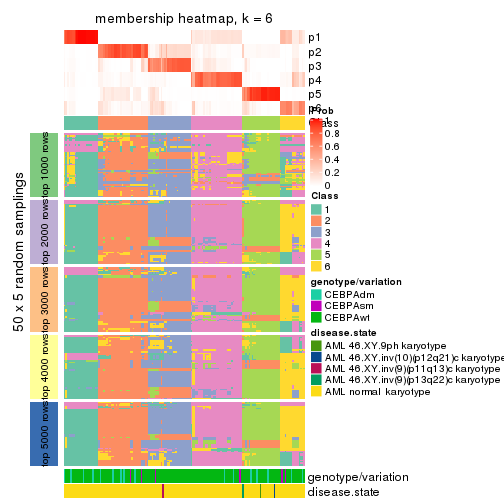 membership heatmap, k = 6
p1
p2
p3
p4
p5
p6
Prob
1
0.8
0.6
0.4
0.2
0
Class
Class
1
2
3
4
5
6
genotype/variation
CEBPAdm
CEBPAsm
CEBPAwt
disease.state
AML 46.XY.9ph karyotype
AML 46.XY.inv(10)(p12q21)c karyotype
AML 46.XY.inv(9)(p11q13)c karyotype
AML 46.XY.inv(9)(p13q22)c karyotype
AML normal karyotype
50 x 5 random samplings
top 1000 rows
top 2000 rows
top 3000 rows
top 4000 rows
top 5000 rows
genotype/variation
disease.state